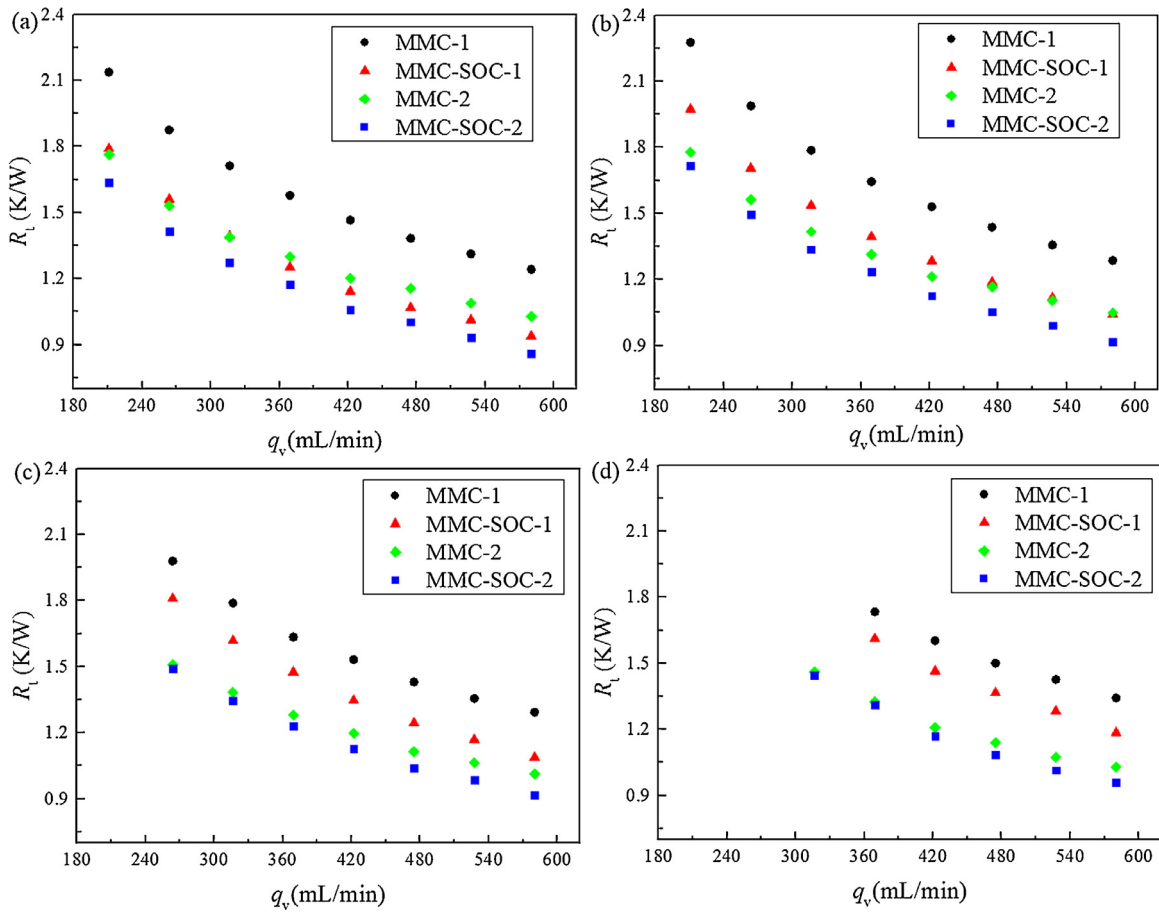 (a)
2.4
2.1
1.8
1.5
1.2
0.9
Rt (K/W)
MMC-1
MMC-SOC-1
MMC-2
MMC-SOC-2
180 240 300 360 420 480 540 600
qv(mL/min)
(b)
2.4
2.1
1.8
1.5
1.2
0.9
Rt (K/W)
MMC-1
MMC-SOC-1
MMC-2
MMC-SOC-2
180 240 300 360 420 480 540 600
qv(mL/min)
(c)
2.4
2.1
1.8
1.5
1.2
0.9
Rt (K/W)
MMC-1
MMC-SOC-1
MMC-2
MMC-SOC-2
180 240 300 360 420 480 540 600
qv(mL/min)
(d)
2.4
2.1
1.8
1.5
1.2
0.9
Rt (K/W)
MMC-1
MMC-SOC-1
MMC-2
MMC-SOC-2
180 240 300 360 420 480 540 600
qv(mL/min)